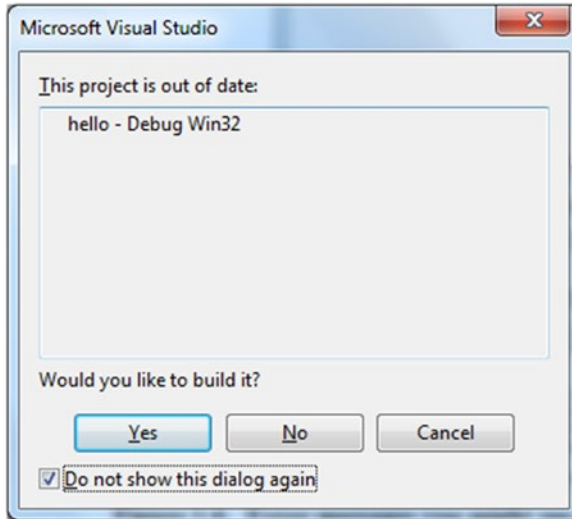 Microsoft Visual Studio
This project is out of date:
hello - Debug Win32
Would you like to build it?
Yes
No
Cancel
Do not show this dialog again